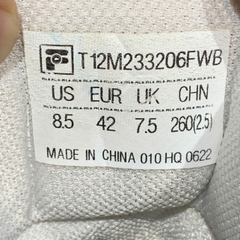 T12M233206FWB
US EUR UK CHN
8.5 42 7.5 260(2.5)
MADE IN CHINA 010 HQ 0622